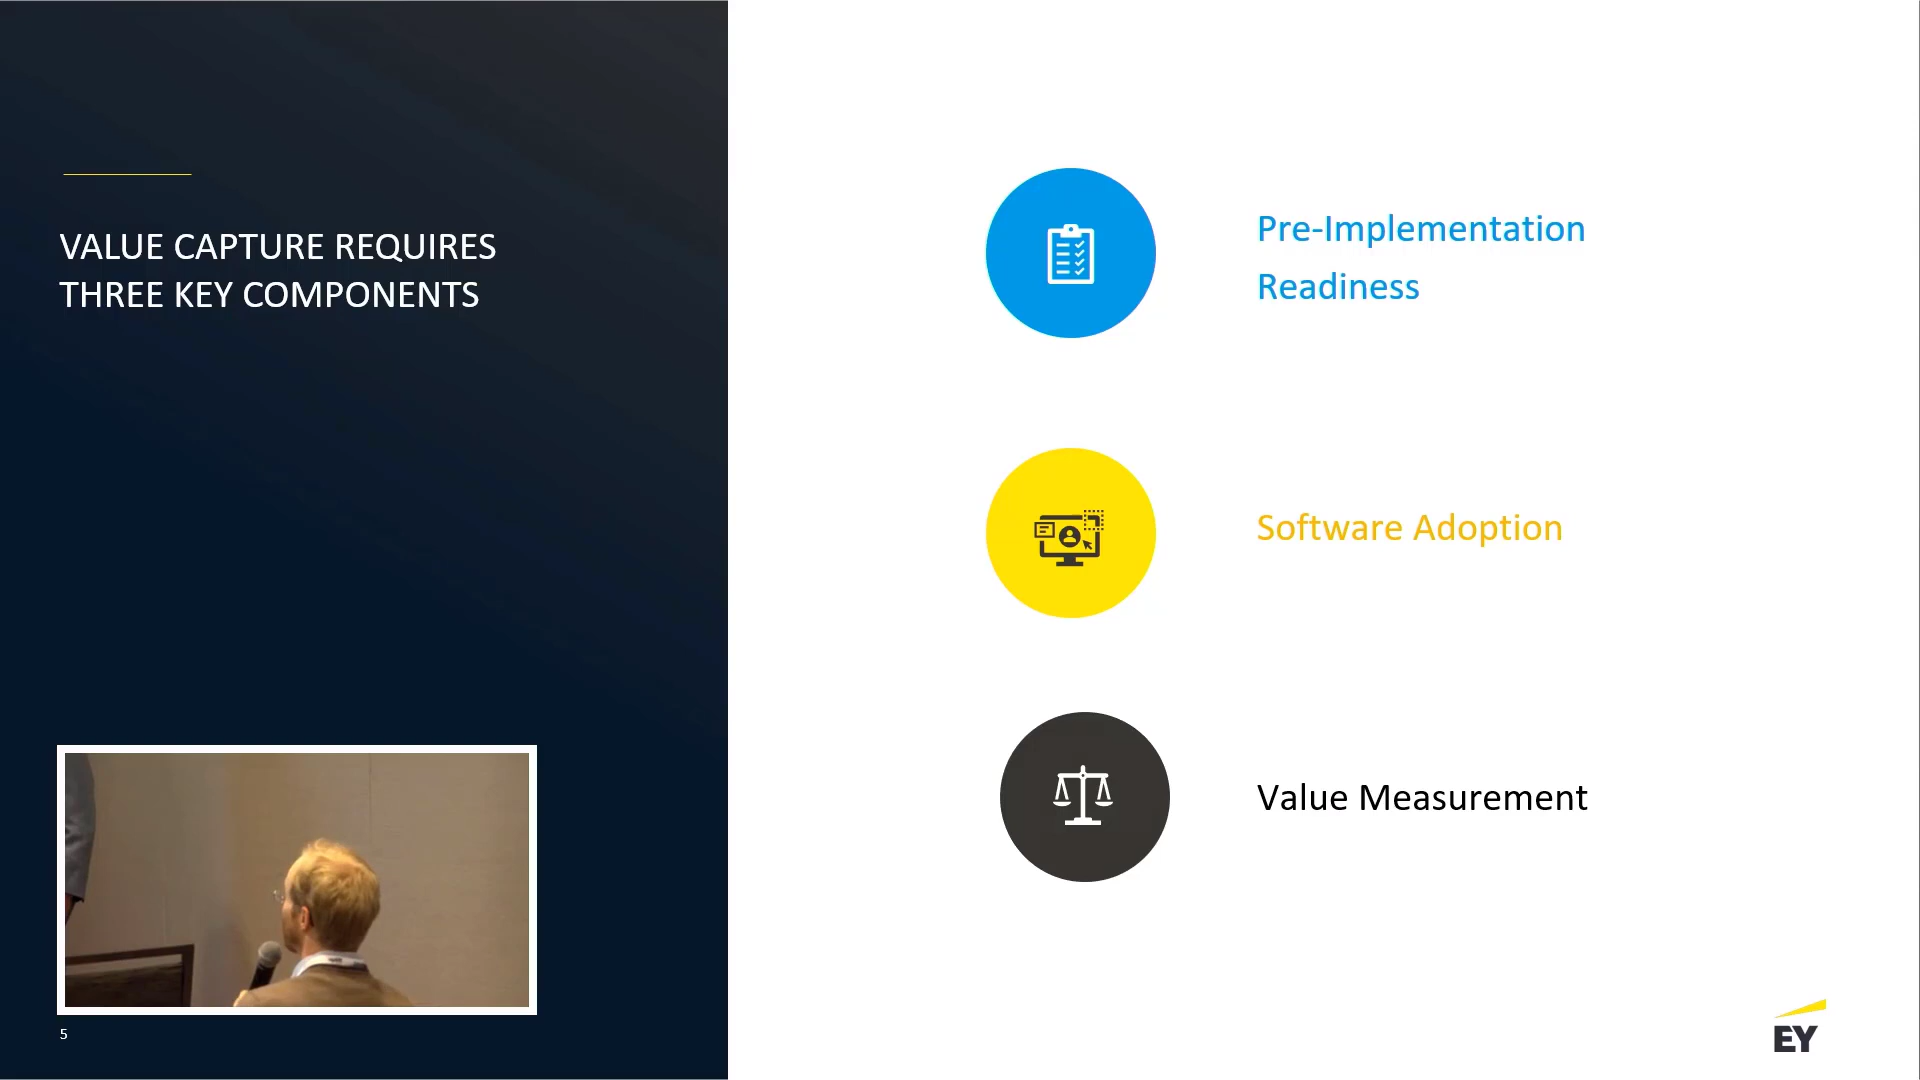 VALUE CAPTURE REQUIRES
THREE KEY COMPONENTS
Pre-Implementation
Readiness
Software Adoption
Value Measurement
5
EY